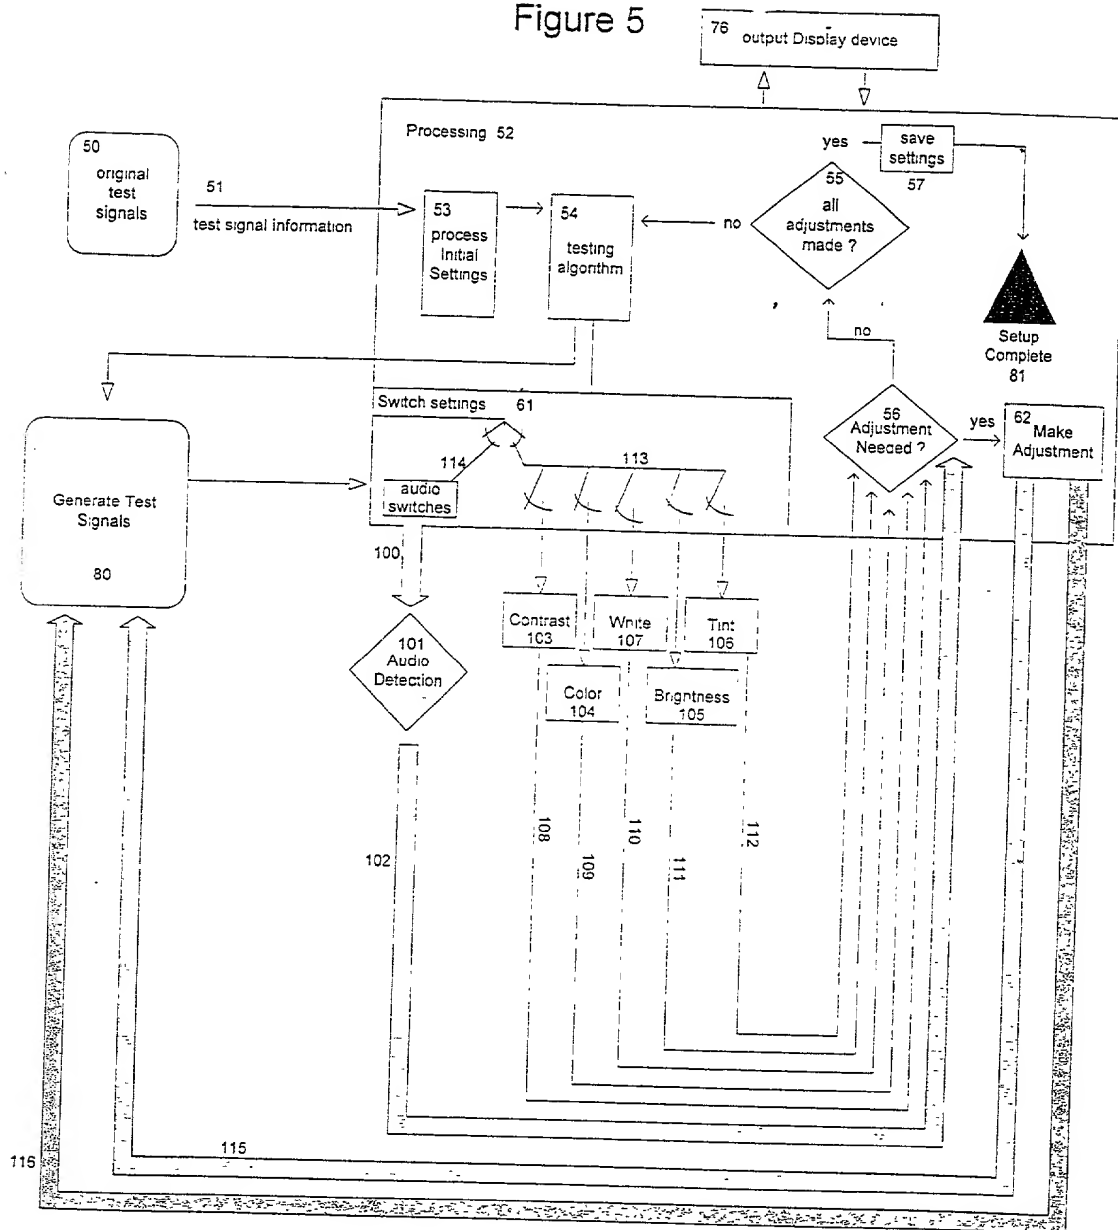 Figure 5
76
output Display device
Processing 52
yes
save
settings
57
50
original
test
signals
51
test signal information
53
process
Initial
Settings
54
testing
algorithm
no
55
all
adjustments
made ?
no
Setup
Complete
81
Switch settings 61
56
Adjustment
Needed ?
yes
62
Make
Adjustment
114
113
audio
switches
Generate Test
Signals
80
100
Contrast
103
White
107
Tint
106
101
Audio
Detection
Color
104
Brightness
105
102
108
109
110
111
112
115
116